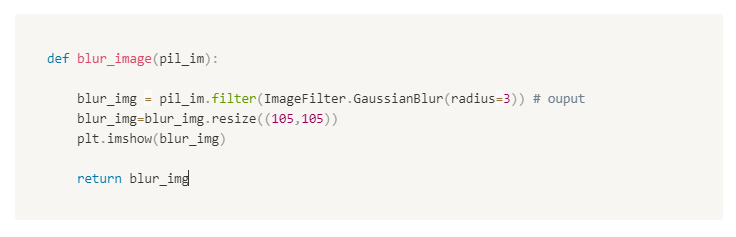 def blur_image(pil_im):
blur_img = pil_im.filter(ImageFilter.GaussianBlur(radius=3)) # ouput
blur_img=blur_img.resize((105,105))
plt.imshow(blur_img)
return blur_img